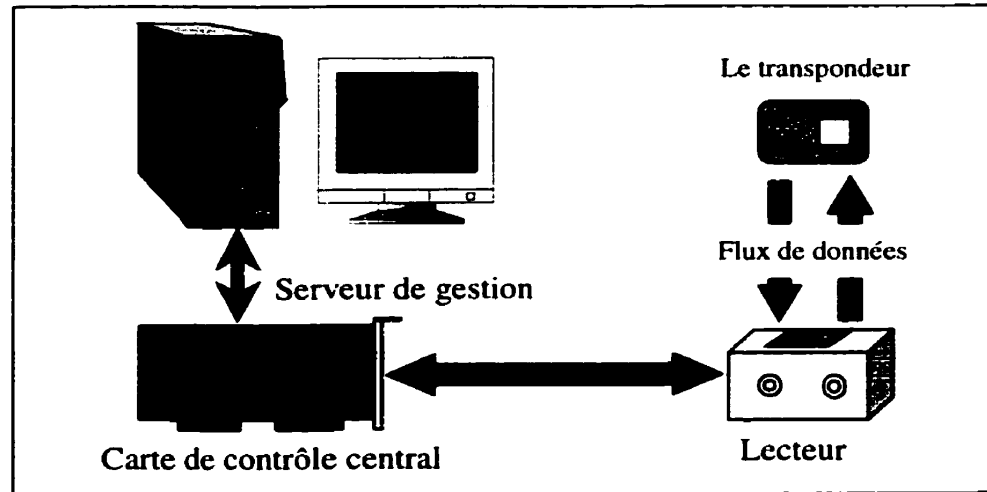 Le transpondeur
Flux de données
Serveur de gestion
Carte de contrôle central
Lecteur